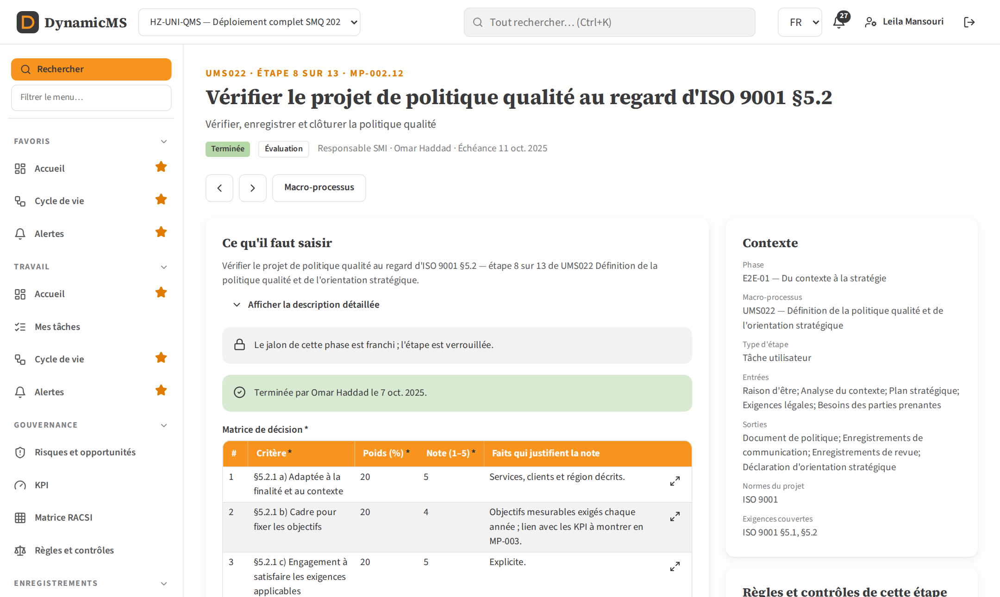 DynamicMS
HZ-UNI-QMS — Déploiement complet SMQ 202
Tout rechercher… (Ctrl+K)
FR
27
Leila Mansouri
Rechercher
Filtrer le menu…
FAVORIS
Accueil
Cycle de vie
Alertes
TRAVAIL
Accueil
Mes tâches
Cycle de vie
Alertes
GOUVERNANCE
Risques et opportunités
KPI
Matrice RACSI
Règles et contrôles
ENREGISTREMENTS
UMS022 · ÉTAPE 8 SUR 13 · MP-002.12
Vérifier le projet de politique qualité au regard d'ISO 9001 §5.2
Vérifier, enregistrer et clôturer la politique qualité
Terminée
Évaluation
Responsable SMI · Omar Haddad · Échéance 11 oct. 2025
Macro-processus
Ce qu'il faut saisir
Vérifier le projet de politique qualité au regard d'ISO 9001 §5.2 — étape 8 sur 13 de UMS022 Définition de la
politique qualité et de l'orientation stratégique.
Afficher la description détaillée
Le jalon de cette phase est franchi ; l'étape est verrouillée.
Terminée par Omar Haddad le 7 oct. 2025.
Matrice de décision *
# Critère * Poids (%) * Note (1–5) * Faits qui justifient la note
1 §5.2.1 a) Adaptée à la 20 5 Services, clients et région décrits.
finalité et au contexte
2 §5.2.1 b) Cadre pour 20 4 Objectifs mesurables exigés chaque
fixer les objectifs année ; lien avec les KPI à montrer en
MP-003.
3 §5.2.1 c) Engagement à 20 5 Explicite.
satisfaire les exigences
applicables
Contexte
Phase
E2E-01 — Du contexte à la stratégie
Macro-processus
UMS022 — Définition de la politique qualité et de
l'orientation stratégique
Type d'étape
Tâche utilisateur
Entrées
Raison d'être; Analyse du contexte; Plan stratégique;
Exigences légales; Besoins des parties prenantes
Sorties
Document de politique; Enregistrements de
communication; Enregistrements de revue;
Déclaration d'orientation stratégique
Normes du projet
ISO 9001
Exigences couvertes
ISO 9001 §5.1, §5.2
Règles et contrôles de cette étape